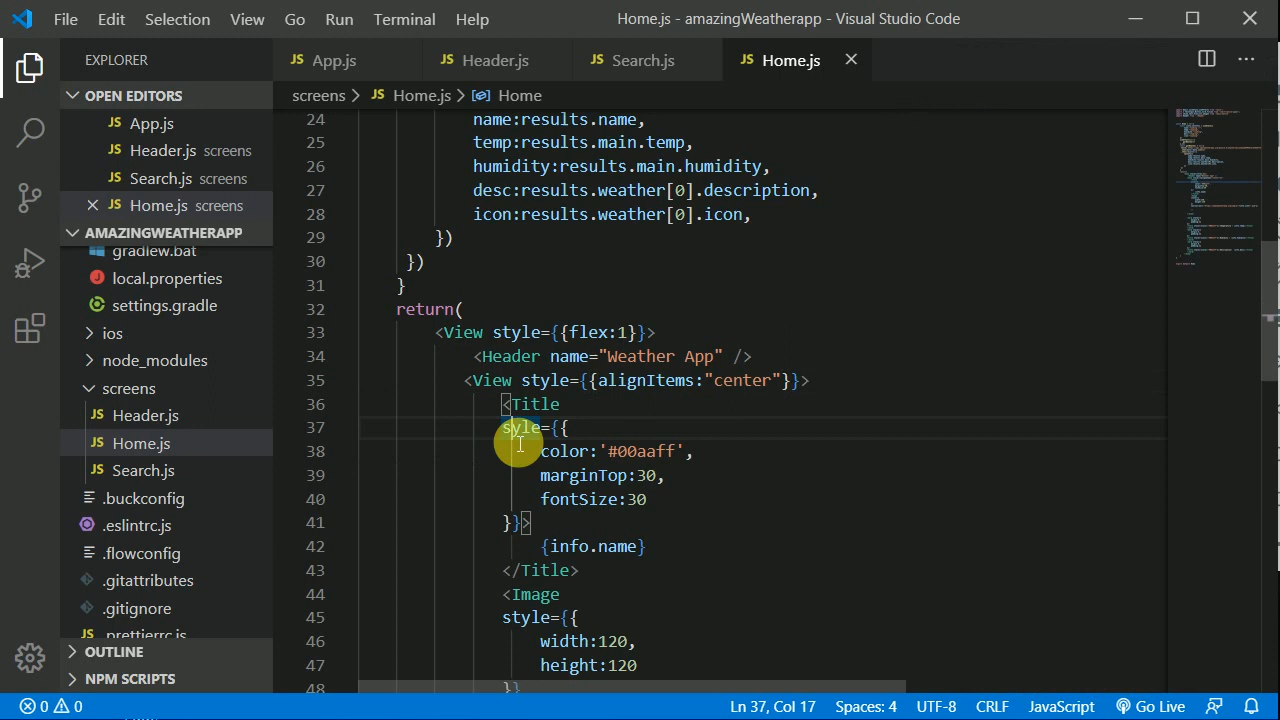 File Edit Selection View Go Run Terminal Help Home.js - amazingWeatherapp - Visual Studio Code
EXPLORER
OPEN EDITORS
App.js
Header.js screens
Search.js screens
Home.js screens
AMAZINGWEATHERAPP
gradlew.bat
local.properties
settings.gradle
ios
node_modules
screens
Header.js
Home.js
Search.js
.buckconfig
.eslintrc.js
.flowconfig
.gitattributes
.gitignore
.prettierrc.js
OUTLINE
NPM SCRIPTS
JS App.js JS Header.js JS Search.js JS Home.js
screens > JS Home.js > Home
24 name:results.name,
25 temp:results.main.temp,
26 humidity:results.main.humidity,
27 desc:results.weather[0].description,
28 icon:results.weather[0].icon,
29 })
30 })
31 }
32 return(
33 <View style={{flex:1}}>
34 <Header name="Weather App" />
35 <View style={{alignItems:"center"}}>
36 <Title
37 syle={{
38 color:'#00aaff',
39 marginTop:30,
40 fontSize:30
41 }}>
42 {info.name}
43 </Title>
44 <Image
45 style={{
46 width:120,
47 height:120
48 }}
0 0 Ln 37, Col 17 Spaces: 4 UTF-8 CRLF JavaScript Go Live